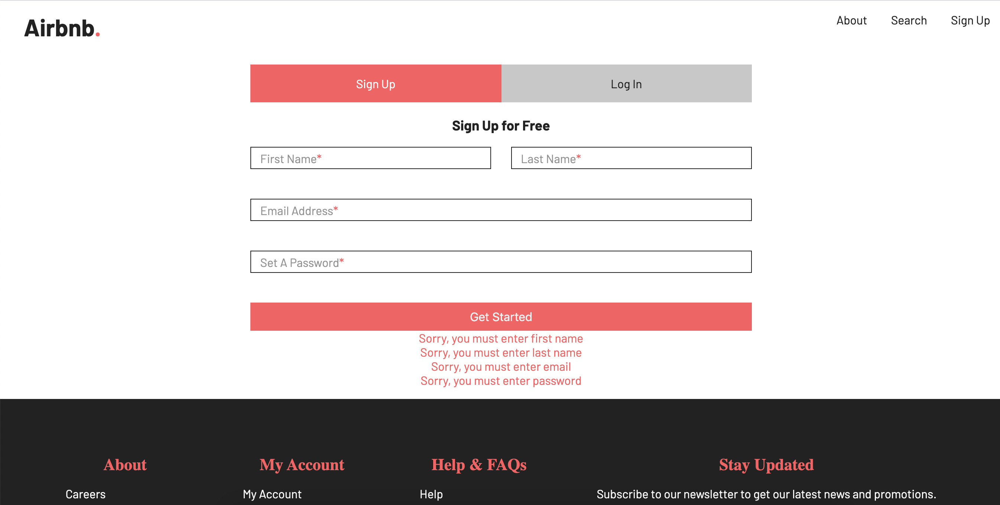 Airbnb.
About Search Sign Up
Sign Up Log In
Sign Up for Free
First Name* Last Name*
Email Address*
Set A Password*
Get Started
Sorry, you must enter first name
Sorry, you must enter last name
Sorry, you must enter email
Sorry, you must enter password
About My Account Help & FAQs Stay Updated
Careers My Account Help Subscribe to our newsletter to get our latest news and promotions.